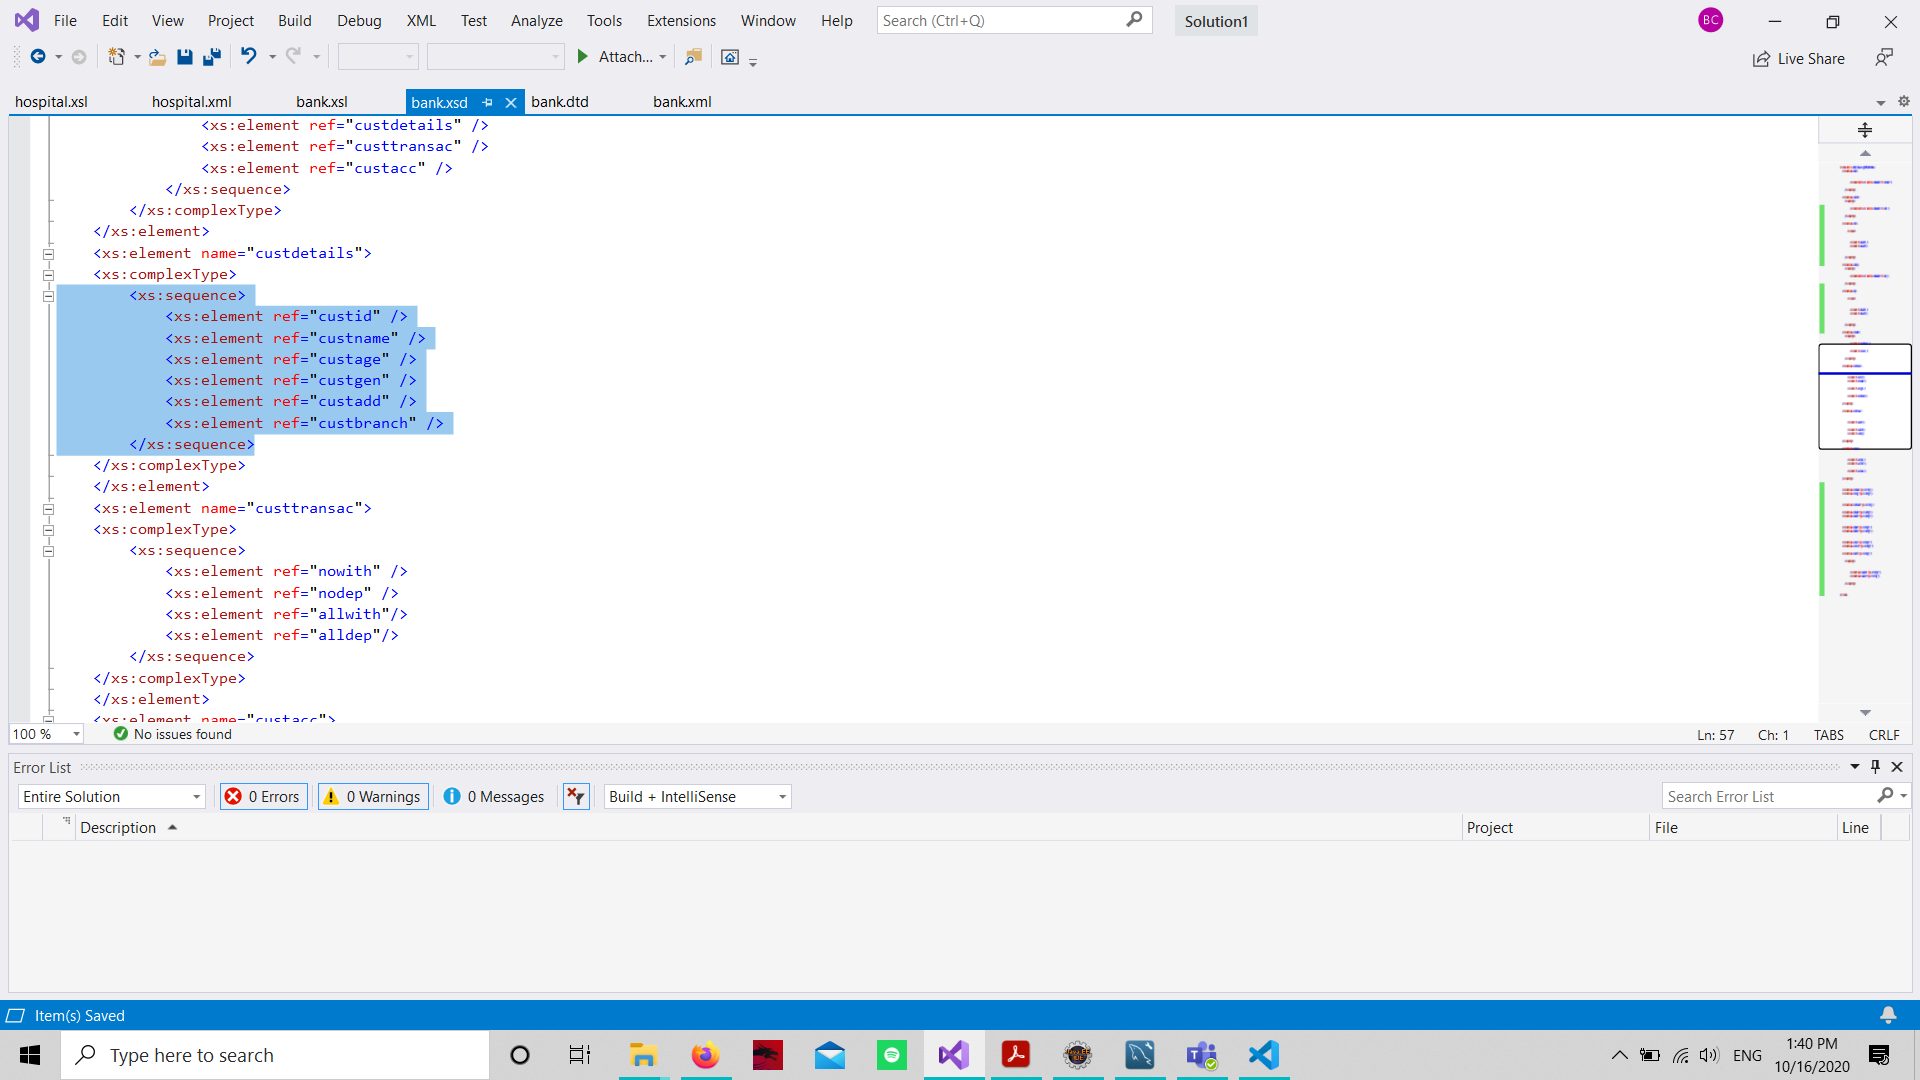 File Edit View Project Build Debug XML Test Analyze Tools Extensions Window Help Search (Ctrl+Q) Solution1 BC
Attach... Live Share
hospital.xsl hospital.xml bank.xsl bank.xsd bank.dtd bank.xml
<xs:element ref="custdetails" />
<xs:element ref="custtransac" />
<xs:element ref="custacc" />
</xs:sequence>
</xs:complexType>
</xs:element>
<xs:element name="custdetails">
<xs:complexType>
<xs:sequence>
<xs:element ref="custid" />
<xs:element ref="custname" />
<xs:element ref="custage" />
<xs:element ref="custgen" />
<xs:element ref="custadd" />
<xs:element ref="custbranch" />
</xs:sequence>
</xs:complexType>
</xs:element>
<xs:element name="custtransac">
<xs:complexType>
<xs:sequence>
<xs:element ref="nowith" />
<xs:element ref="nodep" />
<xs:element ref="allwith"/>
<xs:element ref="alldep"/>
</xs:sequence>
</xs:complexType>
</xs:element>
<xs:element name="custacc">
100 % No issues found Ln: 57 Ch: 1 TABS CRLF
Error List
Entire Solution 0 Errors 0 Warnings 0 Messages Build + IntelliSense Search Error List
Description Project File Line
Item(s) Saved
Type here to search ENG 1:40 PM
10/16/2020